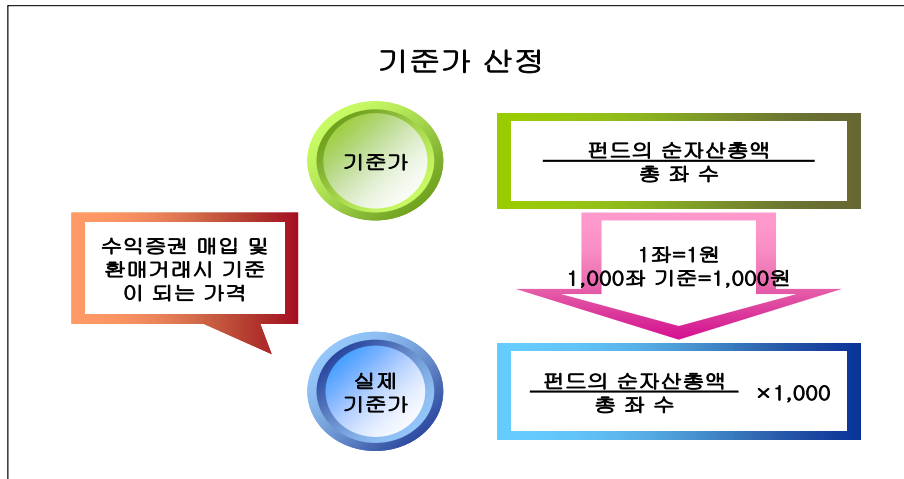 기준가 산정
기준가
펀드의 순자산총액
총 좌 수
수익증권 매입 및
환매거래시 기준
이 되는 가격
1좌=1원
1,000좌 기준=1,000원
실제
기준가
펀드의 순자산총액
총 좌 수
×1,000